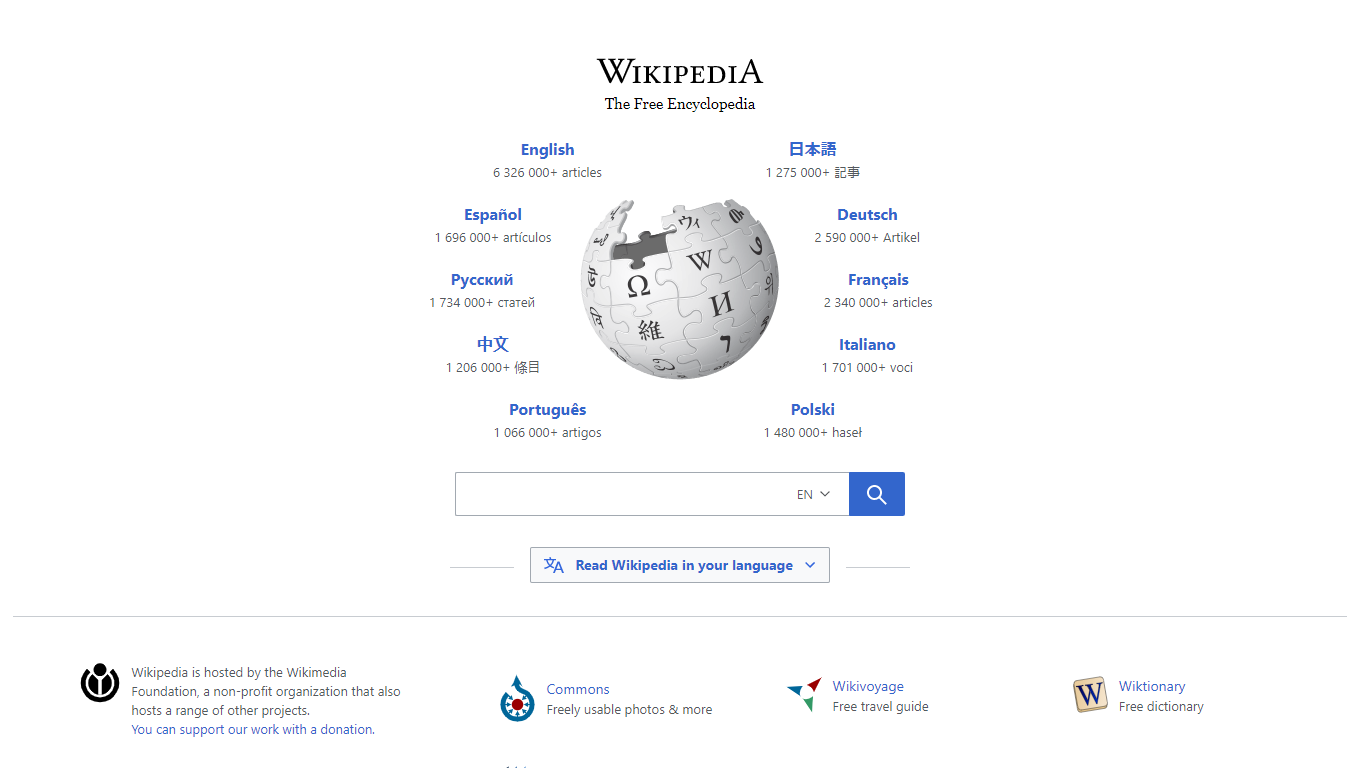 WIKIPEDIA
The Free Encyclopedia
English
6 326 000+ articles
日本語
1 275 000+ 記事
Español
1 696 000+ artículos
Deutsch
2 590 000+ Artikel
Русский
1 734 000+ статей
Français
2 340 000+ articles
中文
1 206 000+ 條目
Italiano
1 701 000+ voci
Português
1 066 000+ artigos
Polski
1 480 000+ haseł
ウィ
W
Ω
И
維
EN
Read Wikipedia in your language
Wikipedia is hosted by the Wikimedia
Foundation, a non-profit organization that also
hosts a range of other projects.
You can support our work with a donation.
Commons
Freely usable photos & more
Wikivoyage
Free travel guide
W
Wiktionary
Free dictionary